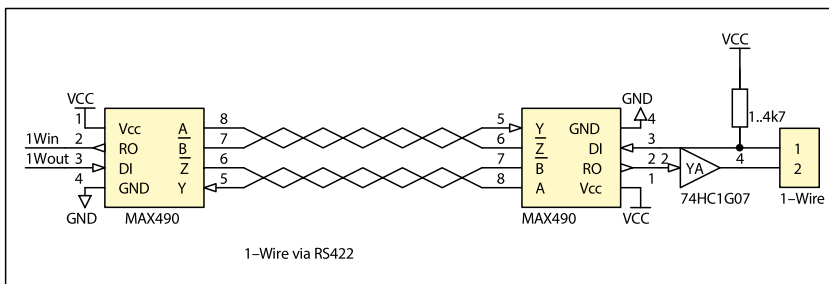 VCC
VCC
GND
1 Vcc A 8 5 Y GND 4 1..4k7
1Win 2 RO B 7 6 Z DI 3 4 1
1Wout 3 DI Z 6 7 B RO 2 2 YA 2
4 GND Y 5 8 A Vcc 1 74HC1G07
GND MAX490 MAX490 VCC 1–Wire
1–Wire via RS422